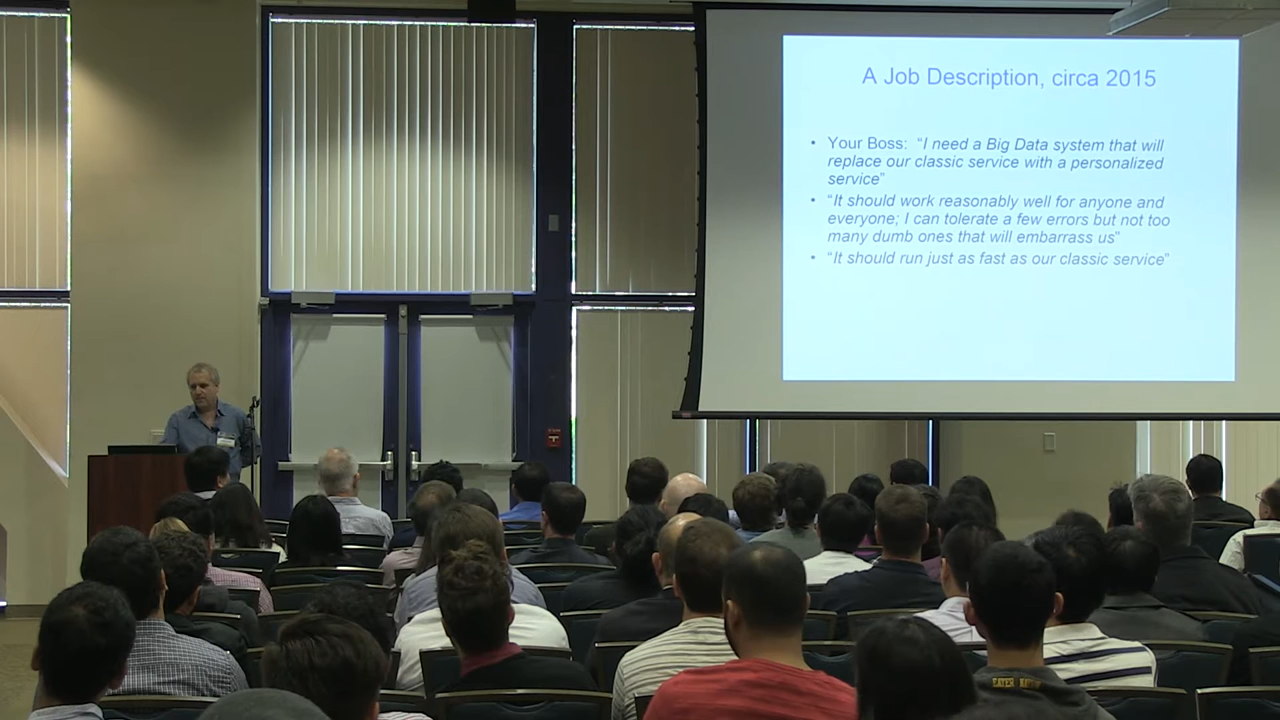 A Job Description, circa 2015
• Your Boss: “I need a Big Data system that will
replace our classic service with a personalized
service”
• “It should work reasonably well for anyone and
everyone; I can tolerate a few errors but not too
many dumb ones that will embarrass us”
• “It should run just as fast as our classic service”